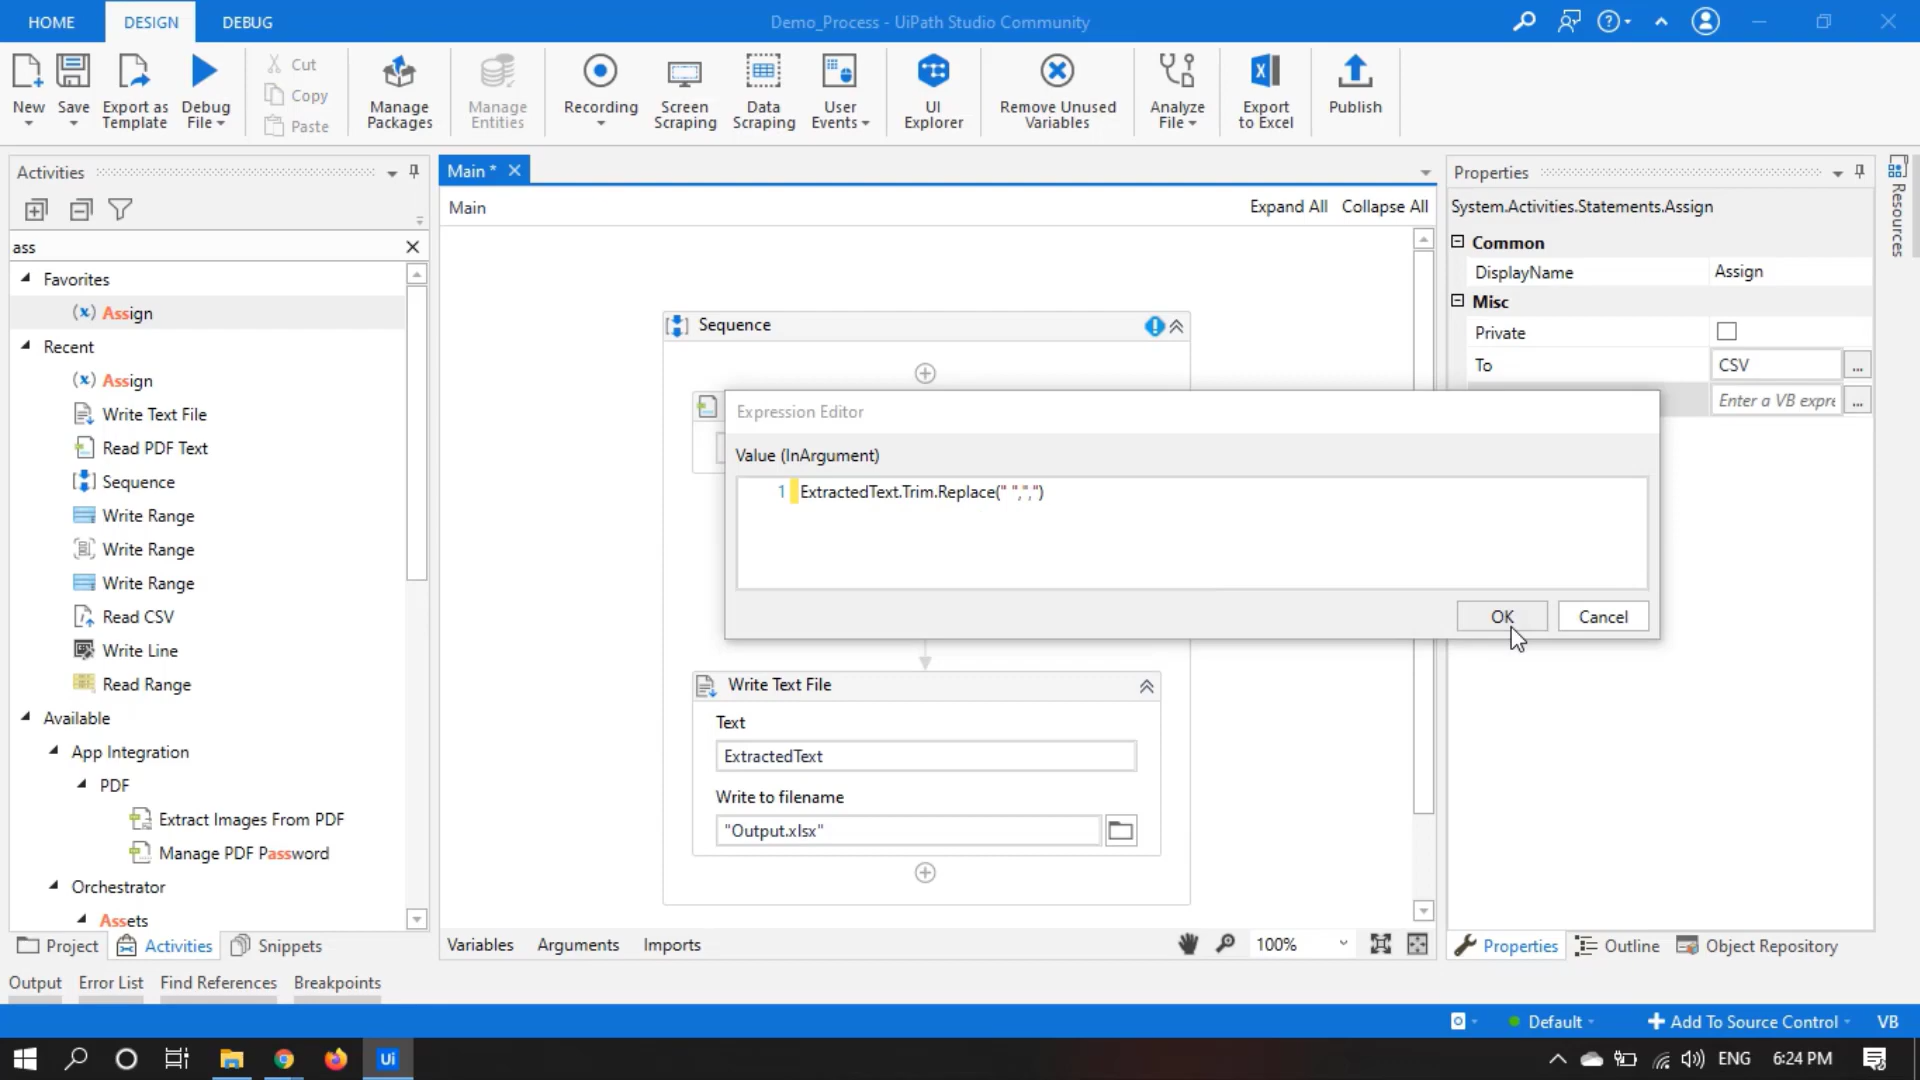 HOME
DESIGN
DEBUG
Demo_Process - UiPath Studio Community
New
Save
Export as
Template
Debug
File
Cut
Copy
Paste
Manage
Packages
Manage
Entities
Recording
Screen
Scraping
Data
Scraping
User
Events
UI
Explorer
Remove Unused
Variables
Analyze
File
Export
to Excel
Publish
Activities
ass
Favorites
Assign
Recent
Assign
Write Text File
Read PDF Text
Sequence
Write Range
Write Range
Write Range
Read CSV
Write Line
Read Range
Available
App Integration
PDF
Extract Images From PDF
Manage PDF Password
Orchestrator
Assets
Project
Activities
Snippets
Main *
Main
Expand All
Collapse All
Sequence
Expression Editor
Value (InArgument)
1 ExtractedText.Trim.Replace(" ",",")
OK
Cancel
Write Text File
Text
ExtractedText
Write to filename
"Output.xlsx"
Variables
Arguments
Imports
100%
Properties
System.Activities.Statements.Assign
Common
DisplayName
Assign
Misc
Private
To
CSV
...
Enter a VB expre
...
Resources
Properties
Outline
Object Repository
Output
Error List
Find References
Breakpoints
Default
Add To Source Control
VB
Ui
ENG
6:24 PM